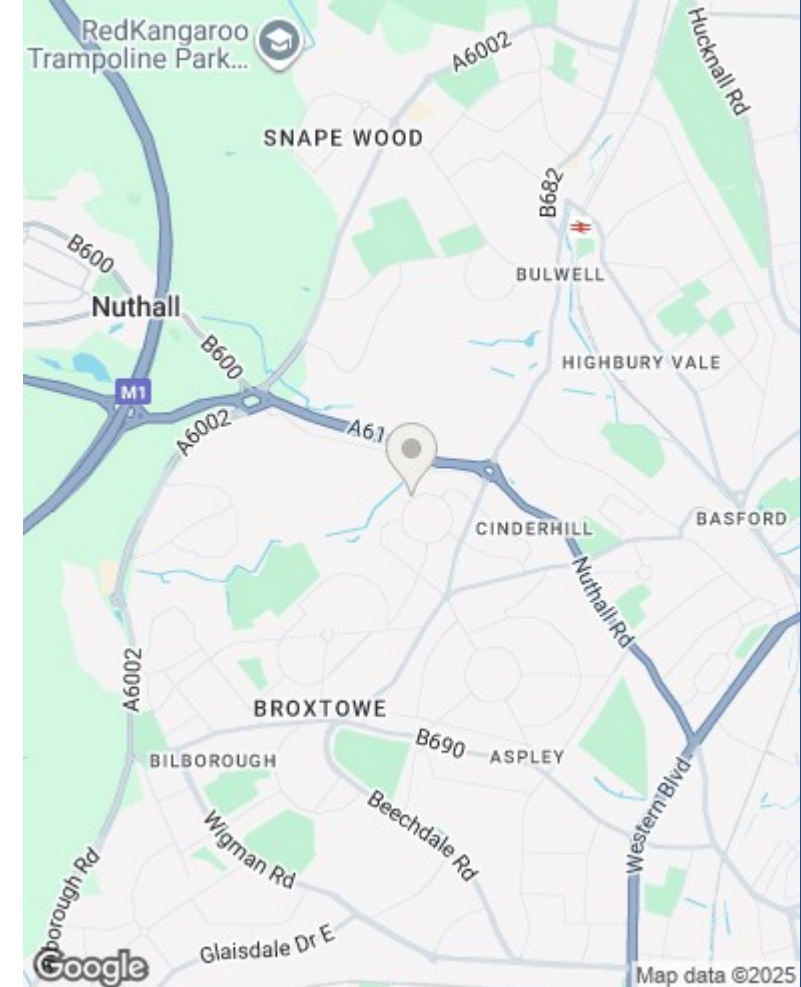 RedKangaroo
Trampoline Park...
A6002
Hucknall Rd
SNAPE WOOD
B682
B600
BULWELL
Nuthall
B600
HIGHBURY VALE
M1
A6002
A61
BASFORD
CINDERHILL
Nuthall Rd
A6002
BROXTOWE
B690
ASPLEY
BILBOROUGH
Western Blvd
Beechdale Rd
Wigman Rd
borough Rd
Glaisdale Dr E
Google
Map data ©2025